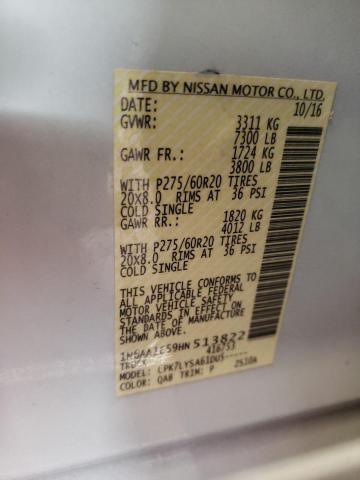 MFD BY NISSAN MOTOR CO., LTD.
DATE: 10/16
GVWR: 3311 KG
7300 LB
GAWR FR.: 1724 KG
3800 LB
WITH P275/60R20 TIRES
20x8.0 RIMS AT 36 PSI
COLD SINGLE
GAWR RR.: 1820 KG
4012 LB
WITH P275/60R20 TIRES
20x8.0 RIMS AT 36 PSI
COLD SINGLE
THIS VEHICLE CONFORMS TO
ALL APPLICABLE FEDERAL
MOTOR VEHICLE SAFETY
STANDARDS IN EFFECT ON
THE DATE OF MANUFACTURE
SHOWN ABOVE.
513822
416753
MODEL:
COLOR: QAB TRIM: P 2510A